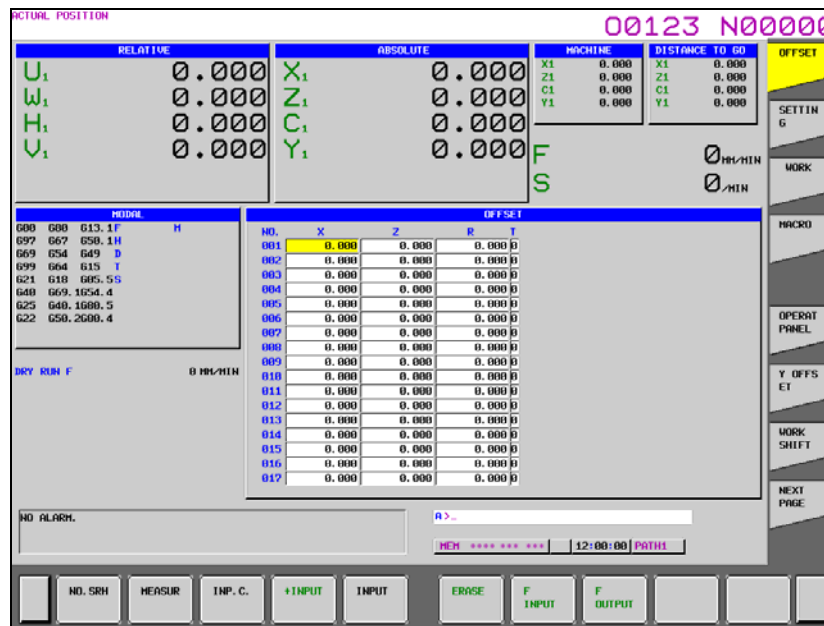 ACTUAL POSITION
O0123 N00000
RELATIVE
U1 0.000
W1 0.000
H1 0.000
V1 0.000
ABSOLUTE
X1 0.000
Z1 0.000
C1 0.000
Y1 0.000
MACHINE
X1 0.000
Z1 0.000
C1 0.000
Y1 0.000
DISTANCE TO GO
X1 0.000
Z1 0.000
C1 0.000
Y1 0.000
F 0 MM/MIN
S 0 /MIN
MODAL
G00 G80 G13.1 F M
G97 G67 G50.1 H
G69 G54 G49 D
G99 G64 G15 T
G21 G18 G05.5 S
G40 G69.1 G54.4
G25 G40.1 G80.5
G22 G50.2 G00.4
DRY RUN F 0 MM/MIN
OFFSET
NO. X Z R T
001 0.000 0.000 0.000 0
002 0.000 0.000 0.000 0
003 0.000 0.000 0.000 0
004 0.000 0.000 0.000 0
005 0.000 0.000 0.000 0
006 0.000 0.000 0.000 0
007 0.000 0.000 0.000 0
008 0.000 0.000 0.000 0
009 0.000 0.000 0.000 0
010 0.000 0.000 0.000 0
011 0.000 0.000 0.000 0
012 0.000 0.000 0.000 0
013 0.000 0.000 0.000 0
014 0.000 0.000 0.000 0
015 0.000 0.000 0.000 0
016 0.000 0.000 0.000 0
017 0.000 0.000 0.000 0
OFFSET
SETTIN
G
WORK
MACRO
OPERAT
PANEL
Y OFFS
ET
WORK
SHIFT
NEXT
PAGE
NO ALARM.
A>_
MEM **** *** *** 12:00:00 PATH1
NO.SRH MEASUR INP.C. +INPUT INPUT ERASE F INPUT F OUTPUT